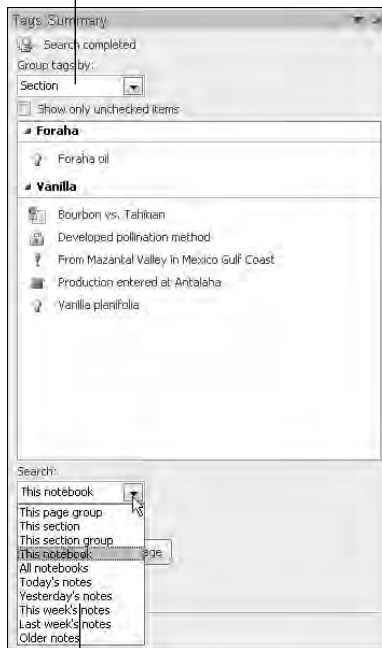 Tags Summary
Search completed
Group tags by:
Section
Show only unchecked items
Foraha
Foraha oil
Vanilla
Bourbon vs. Tahitian
Developed pollination method
From Mazantal Valley in Mexico Gulf Coast
Production entered at Antalaha
Vanilla planifolia
Search:
This notebook
This page group
This section
This section group
This notebook
All notebooks
Today's notes
Yesterday's notes
This week's notes
Last week's notes
Older notes